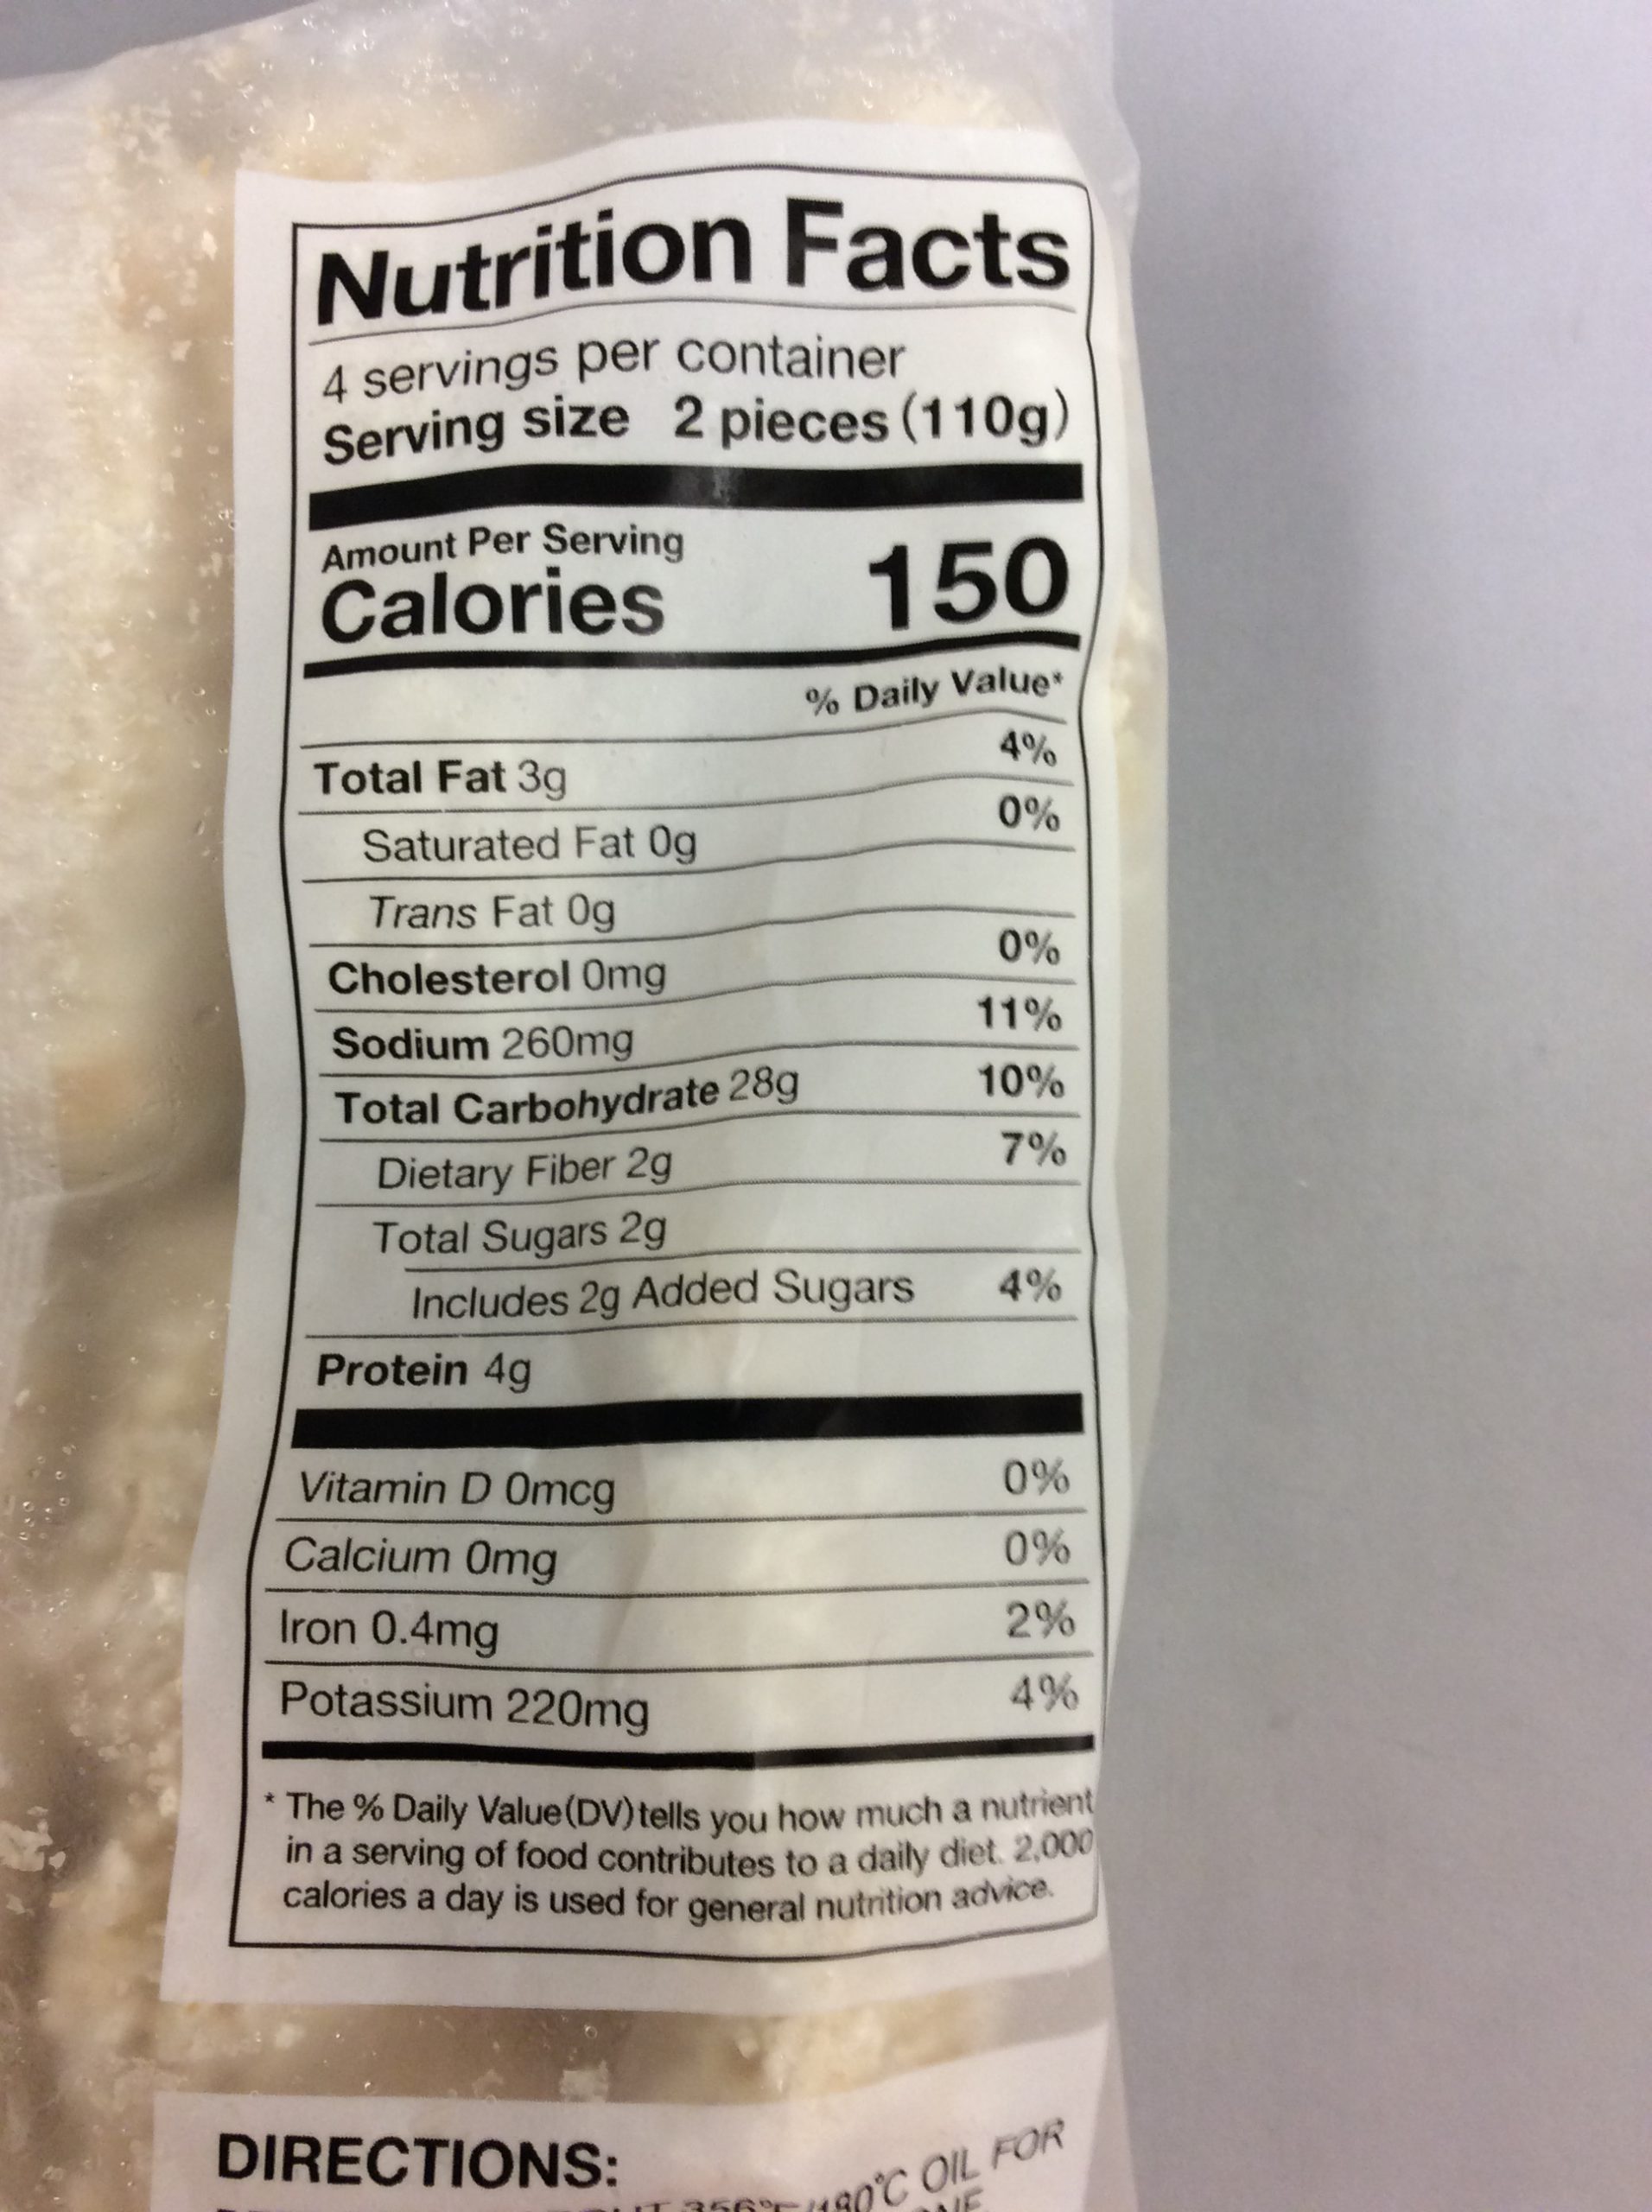 Nutrition Facts
4 servings per container
Serving size 2 pieces (110g)
Amount Per Serving
Calories 150
% Daily Value*
Total Fat 3g 4%
Saturated Fat 0g 0%
Trans Fat 0g
Cholesterol 0mg 0%
Sodium 260mg 11%
Total Carbohydrate 28g 10%
Dietary Fiber 2g 7%
Total Sugars 2g
Includes 2g Added Sugars 4%
Protein 4g
Vitamin D 0mcg 0%
Calcium 0mg 0%
Iron 0.4mg 2%
Potassium 220mg 4%
* The % Daily Value(DV)tells you how much a nutrient
in a serving of food contributes to a daily diet. 2,000
calories a day is used for general nutrition advice.
DIRECTIONS:
356°F/180°C OIL FOR